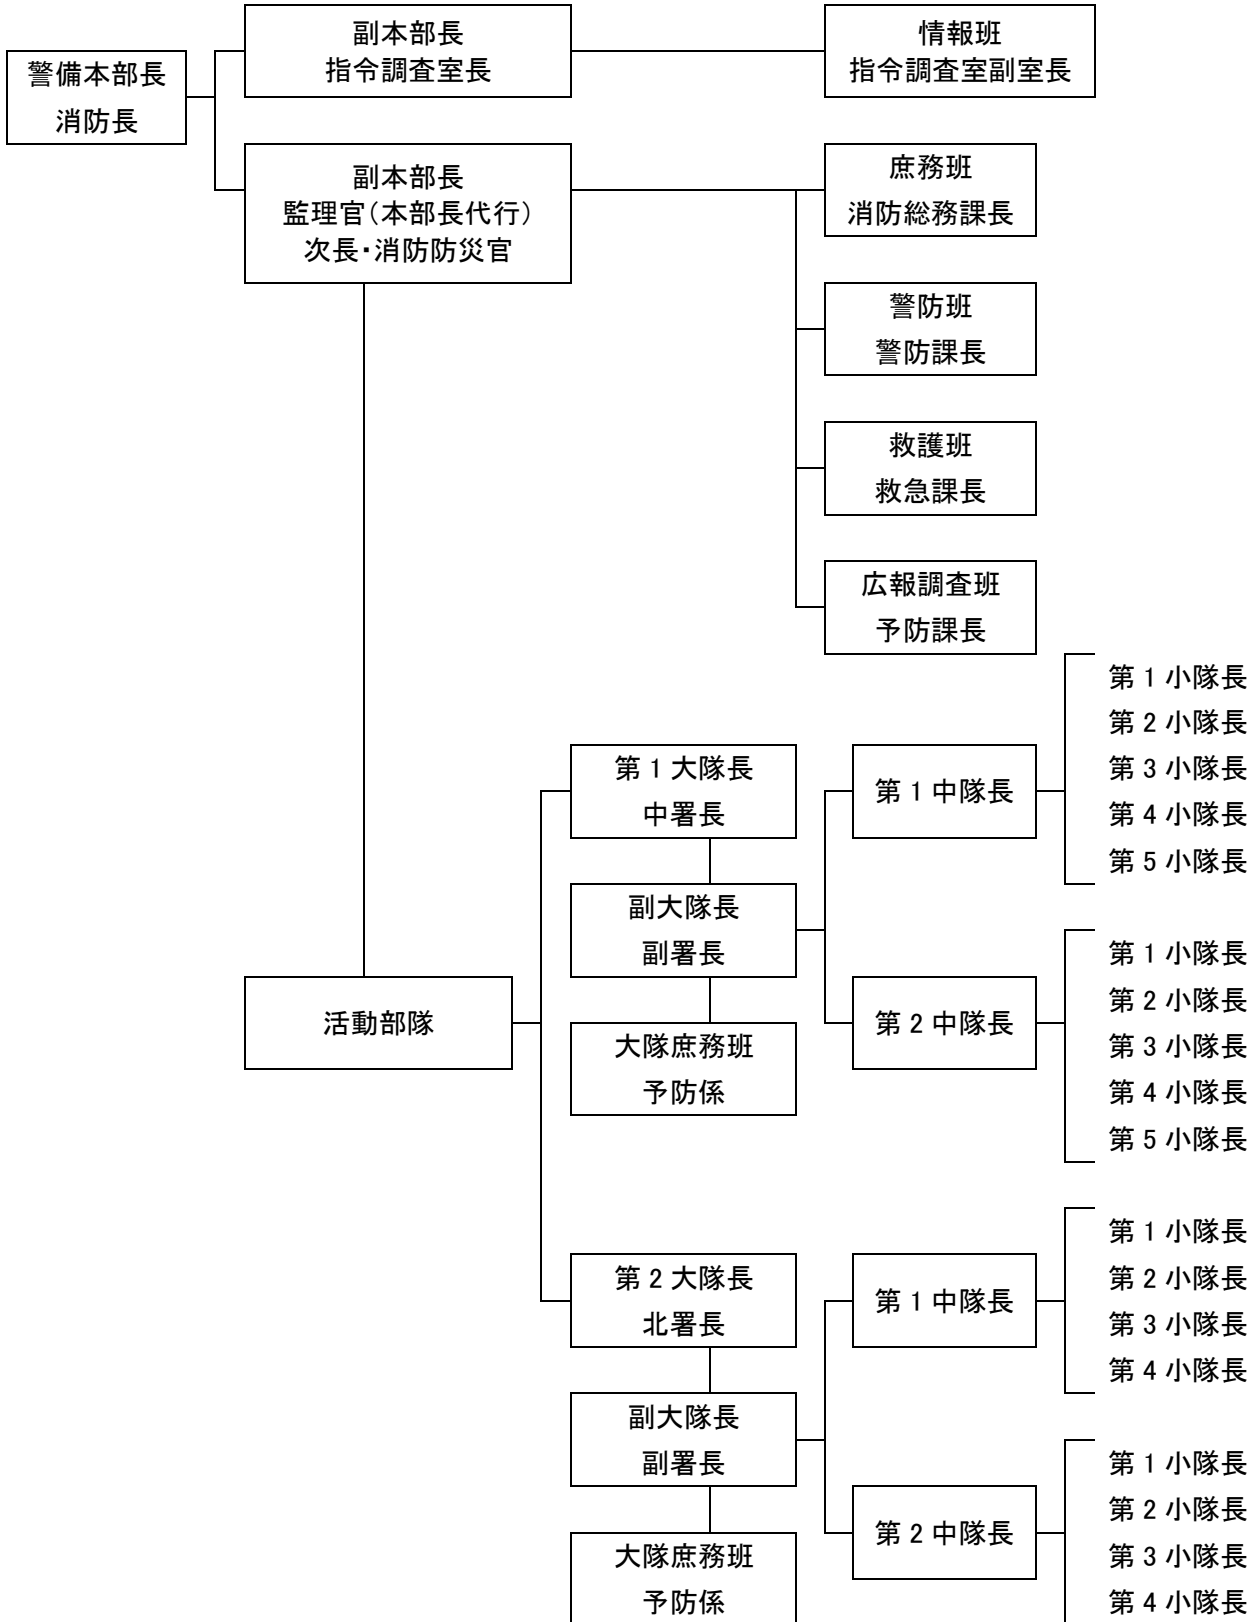 警備本部長
消防長
副本部長
指令調査室長
情報班
指令調査室副室長
副本部長
監理官(本部長代行)
次長・消防防災官
庶務班
消防総務課長
警防班
警防課長
救護班
救急課長
広報調査班
予防課長
活動部隊
第1大隊長
中署長
副大隊長
副署長
大隊庶務班
予防係
第1中隊長
第1小隊長
第2小隊長
第3小隊長
第4小隊長
第5小隊長
第2中隊長
第1小隊長
第2小隊長
第3小隊長
第4小隊長
第5小隊長
第2大隊長
北署長
副大隊長
副署長
大隊庶務班
予防係
第1中隊長
第1小隊長
第2小隊長
第3小隊長
第4小隊長
第2中隊長
第1小隊長
第2小隊長
第3小隊長
第4小隊長